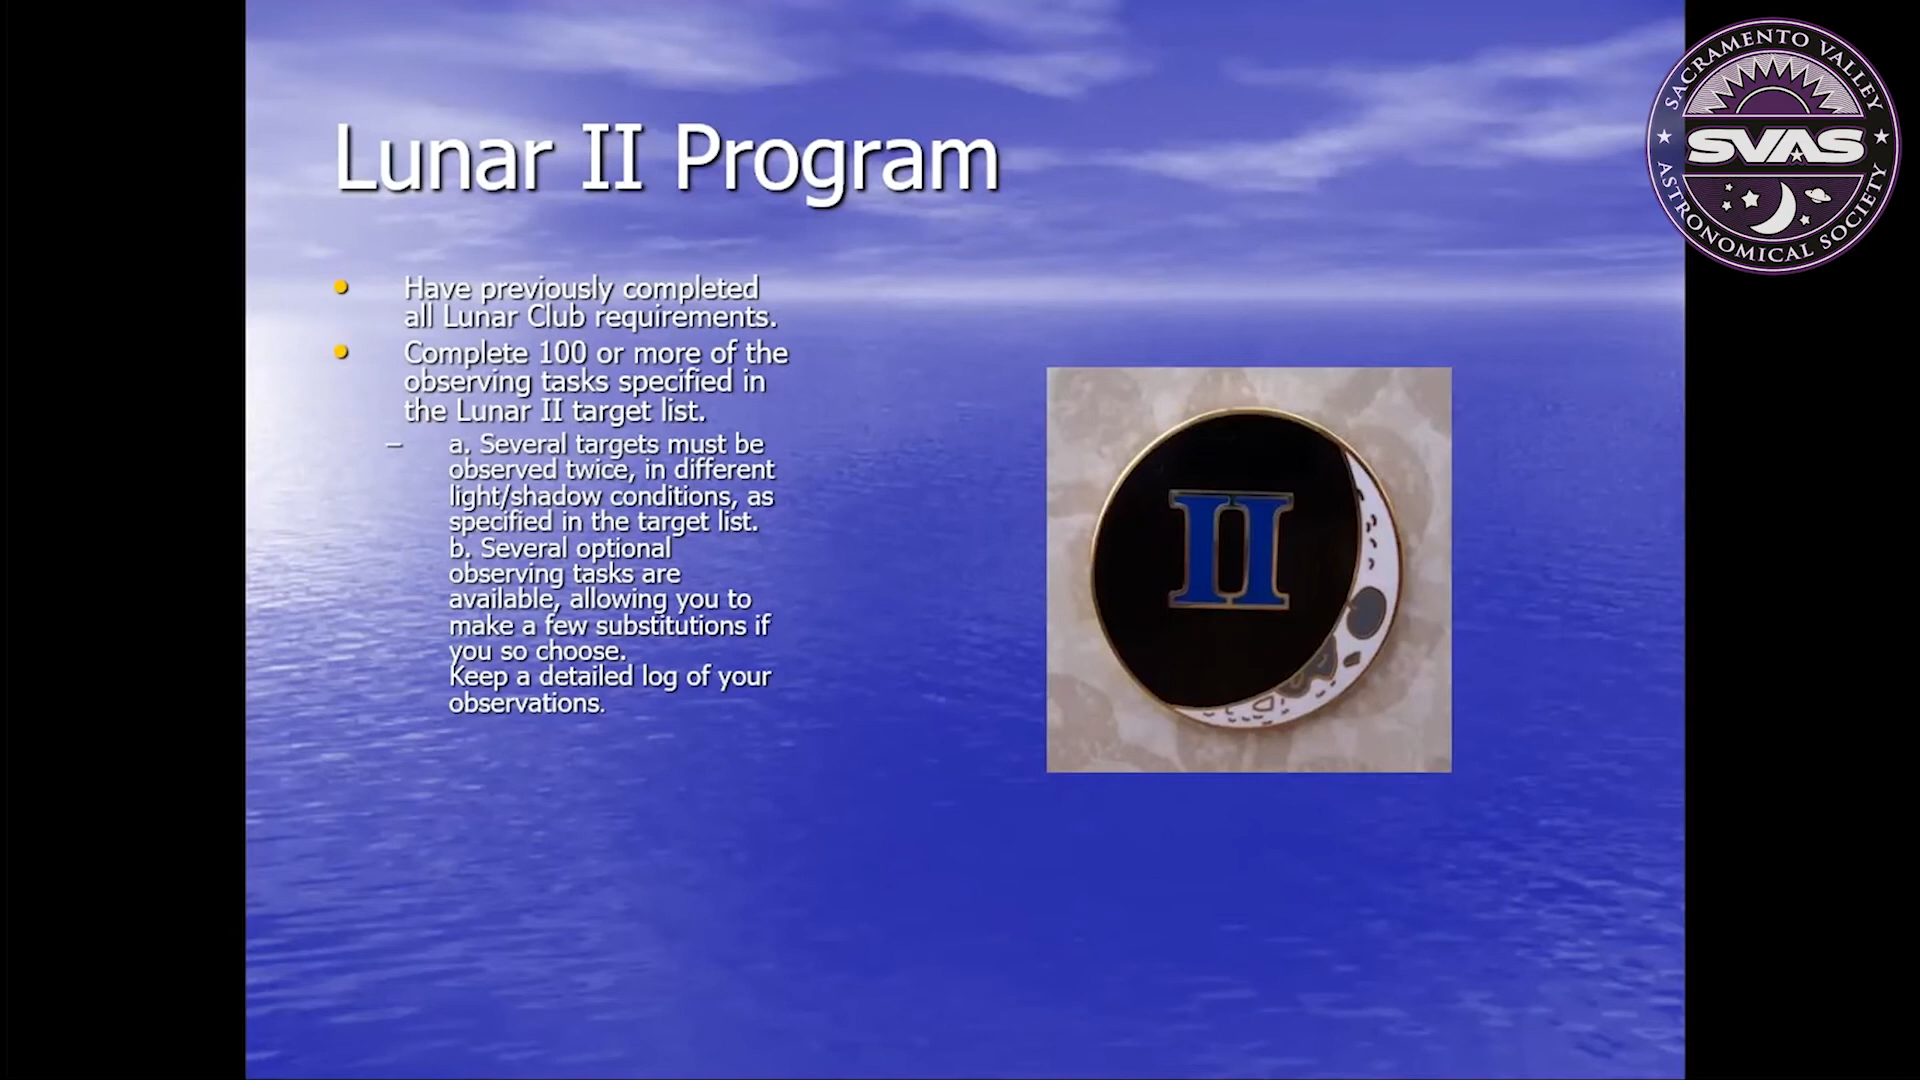 Lunar II Program
• Have previously completed
all Lunar Club requirements.
• Complete 100 or more of the
observing tasks specified in
the Lunar II target list.
– a. Several targets must be
observed twice, in different
light/shadow conditions, as
specified in the target list.
b. Several optional
observing tasks are
available, allowing you to
make a few substitutions if
you so choose.
Keep a detailed log of your
observations.
II
SACRAMENTO VALLEY
SVAS
ASTRONOMICAL SOCIETY